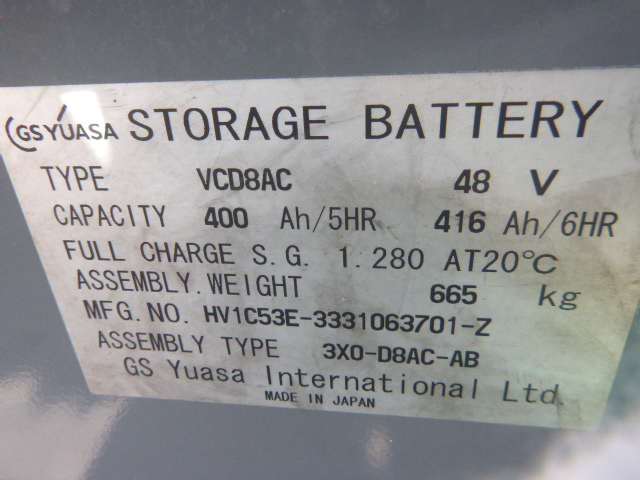 GS YUASA STORAGE BATTERY
TYPE VCD8AC 48 V
CAPACITY 400 Ah/5HR 416 Ah/6HR
FULL CHARGE S.G. 1.280 AT20°C
ASSEMBLY.WEIGHT 665 kg
MFG.NO. HV1C53E-3331063701-Z
ASSEMBLY TYPE 3X0-D8AC-AB
GS Yuasa International Ltd.
MADE IN JAPAN